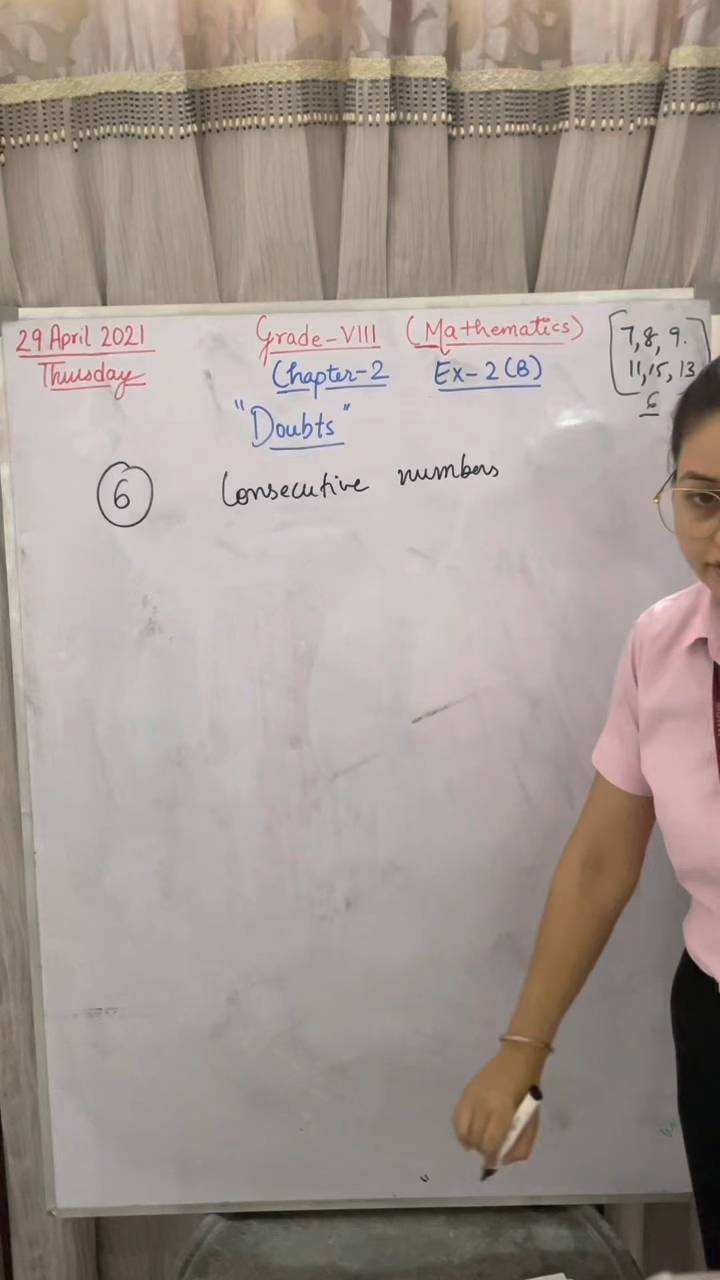 29 April 2021 Grade-VIII (Mathematics) 7, 8, 9.
Thursday Chapter-2 Ex-2(B) 11, 15, 13
"Doubts" 6
6 Consecutive numbers